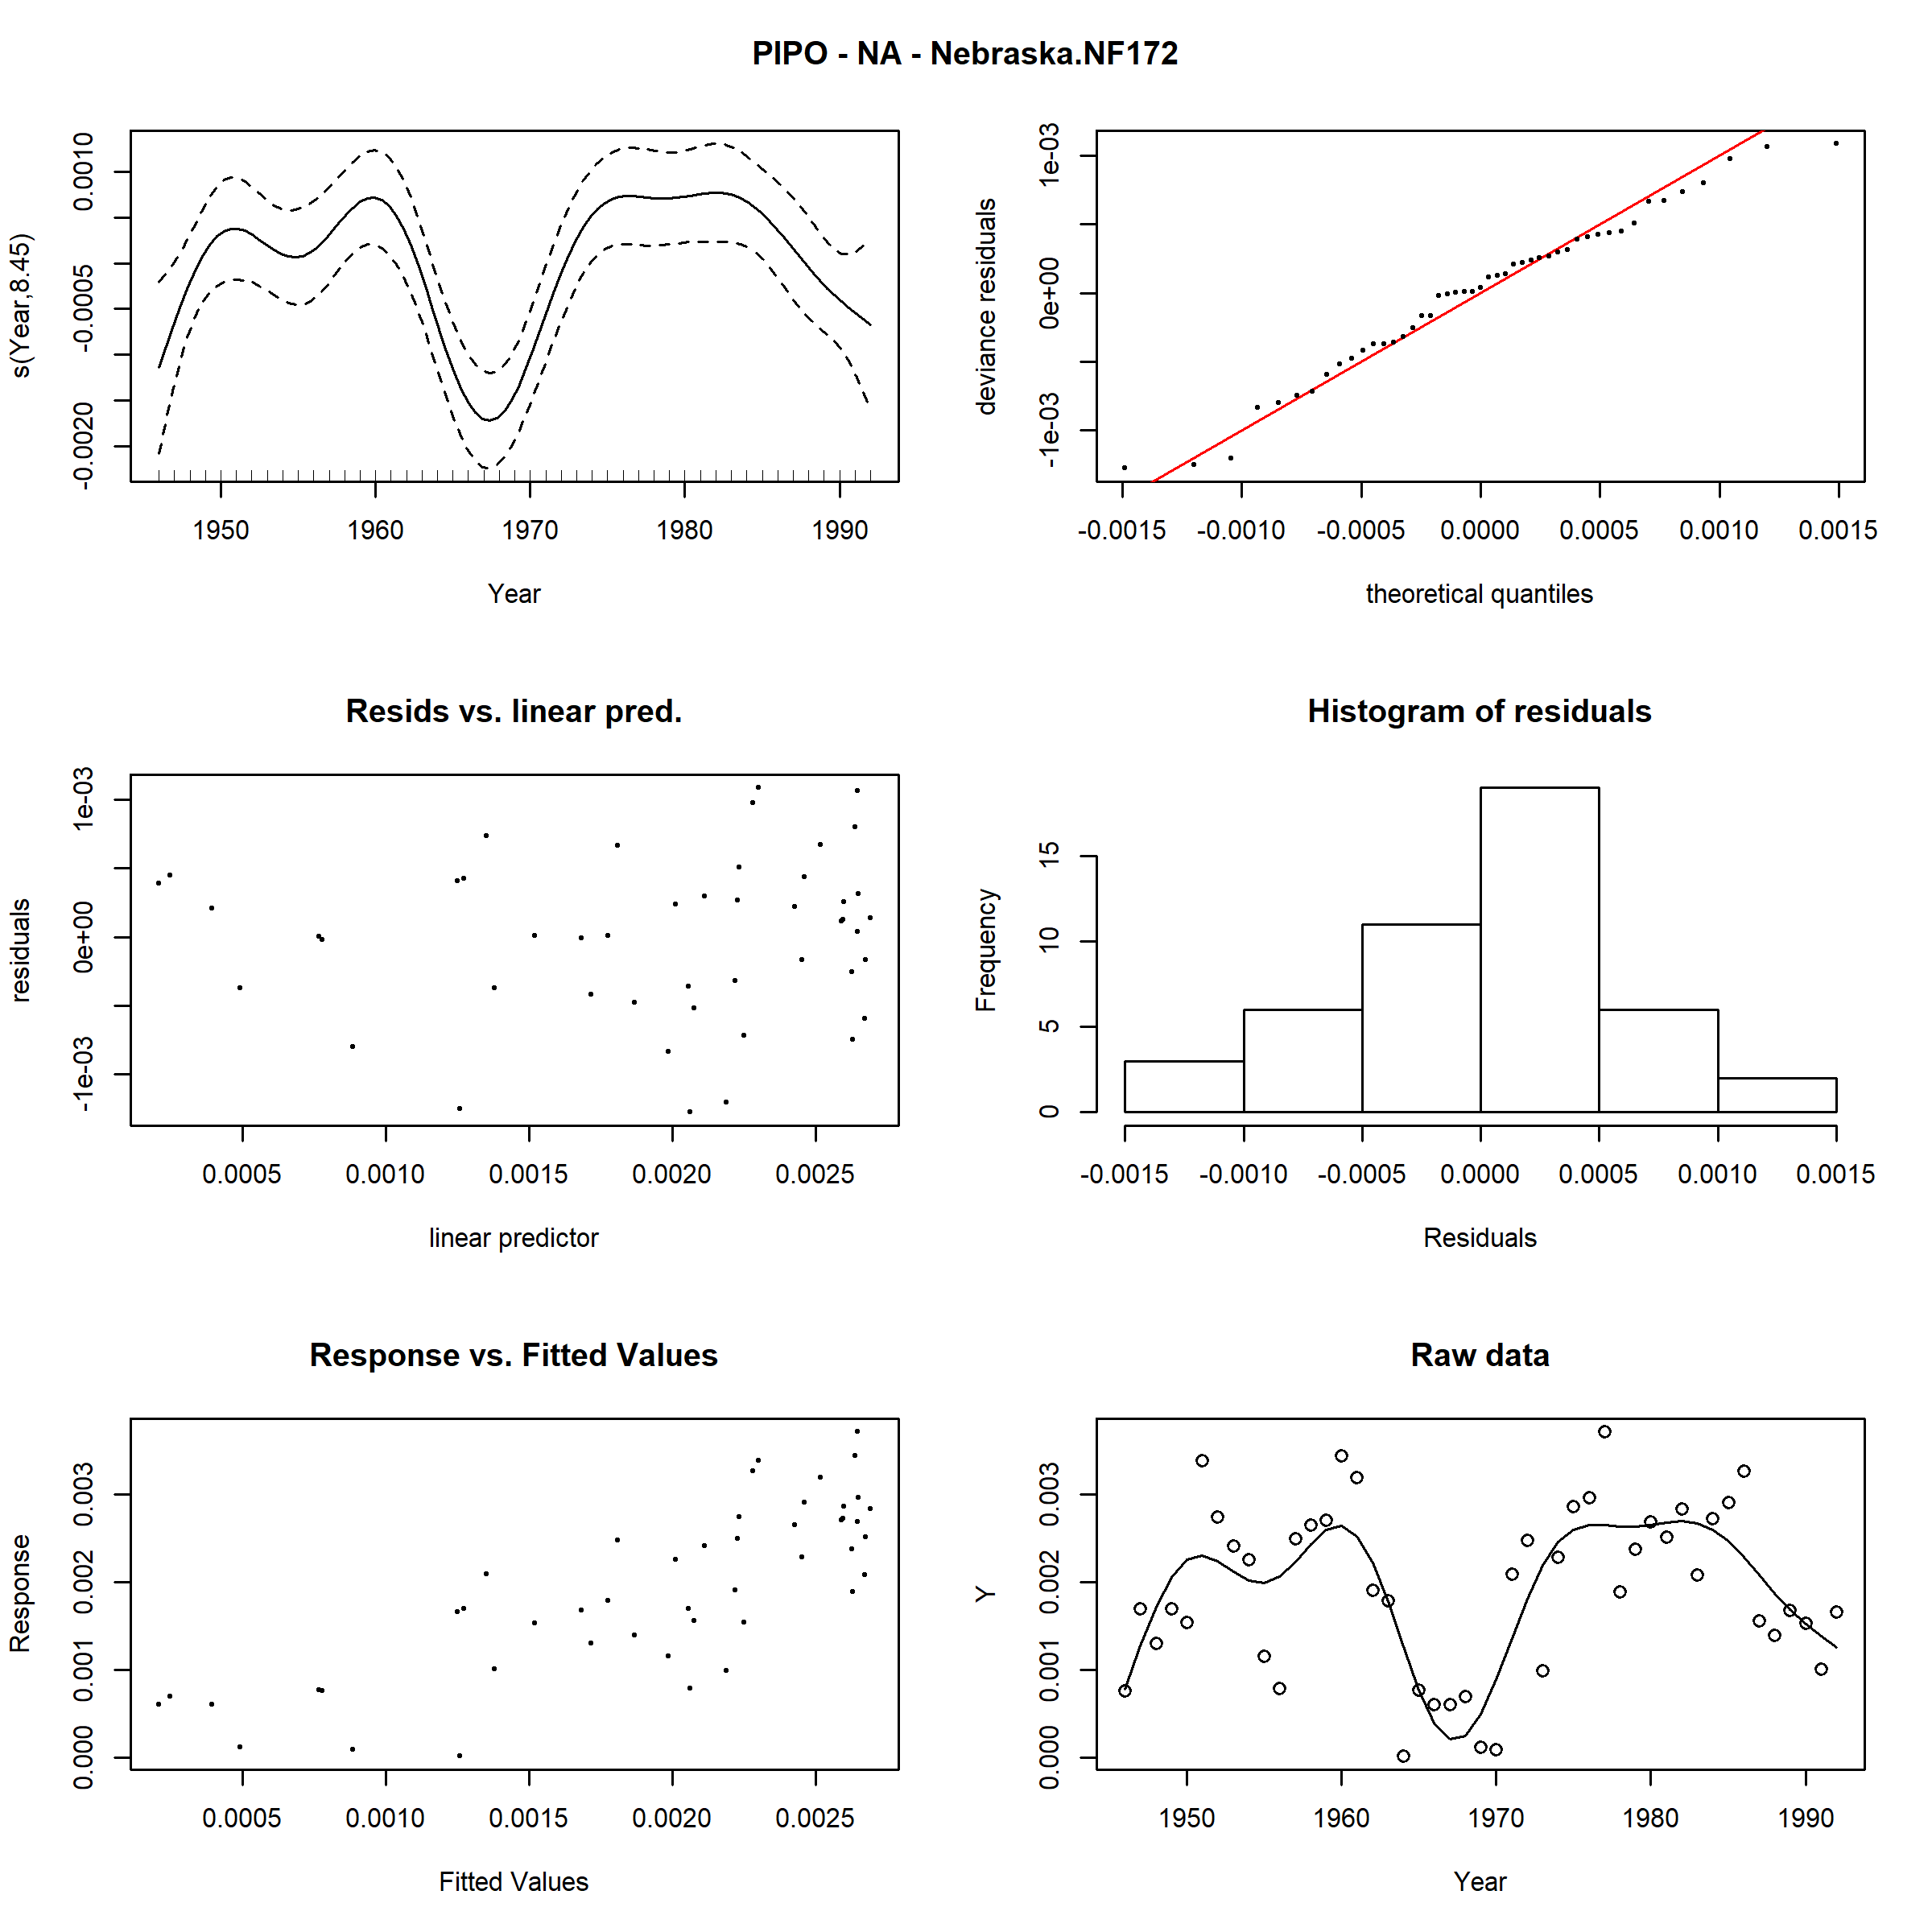 PIPO - NA - Nebraska.NF172
s(Year,8.45)
0.0010
-0.0005
-0.0020
1950 1960 1970 1980 1990
Year
deviance residuals
1e-03
0e+00
-1e-03
-0.0015 -0.0010 -0.0005 0.0000 0.0005 0.0010 0.0015
theoretical quantiles
Resids vs. linear pred.
residuals
1e-03
0e+00
-1e-03
0.0005 0.0010 0.0015 0.0020 0.0025
linear predictor
Histogram of residuals
Frequency
15
10
5
0
-0.0015 -0.0010 -0.0005 0.0000 0.0005 0.0010 0.0015
Residuals
Response vs. Fitted Values
Response
0.003
0.002
0.001
0.000
0.0005 0.0010 0.0015 0.0020 0.0025
Fitted Values
Raw data
Y
0.003
0.002
0.001
0.000
1950 1960 1970 1980 1990
Year